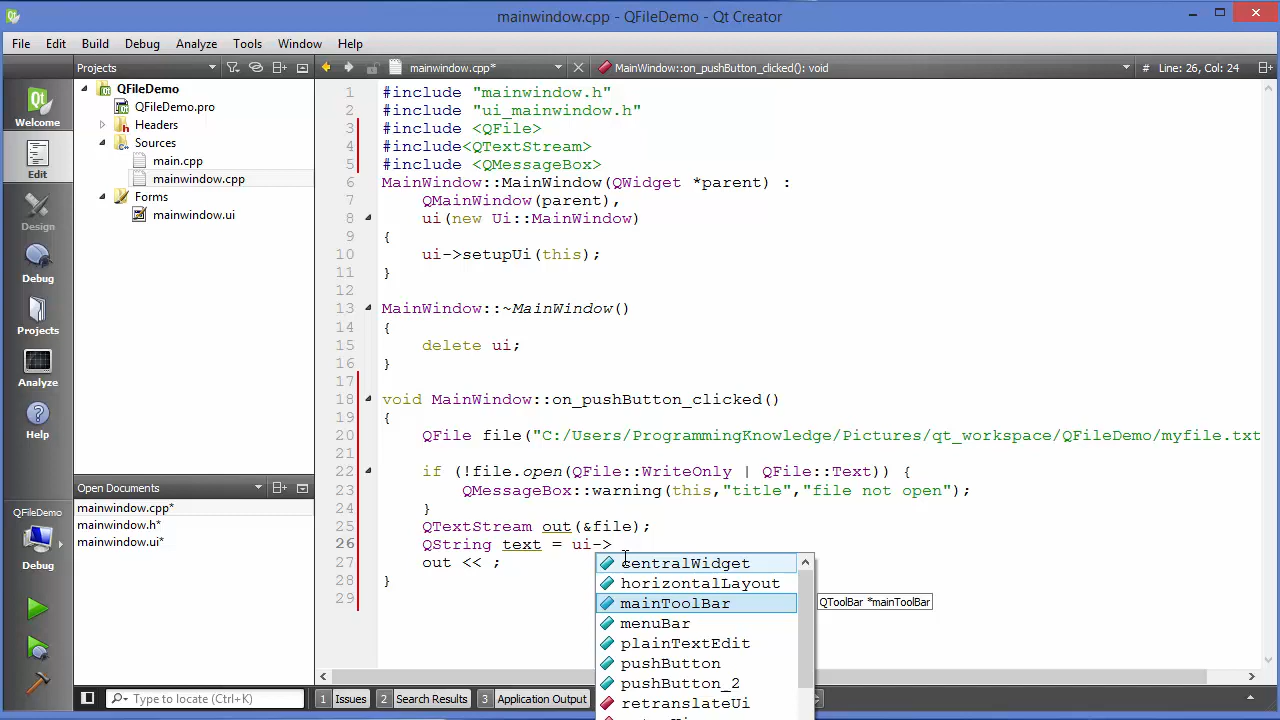 mainwindow.cpp - QFileDemo - Qt Creator
File Edit Build Debug Analyze Tools Window Help
Projects
mainwindow.cpp*
MainWindow::on_pushButton_clicked(): void
# Line: 26, Col: 24
Welcome
Edit
Design
Debug
Projects
Analyze
Help
QFileDemo
Debug
QFileDemo
QFileDemo.pro
Headers
Sources
main.cpp
mainwindow.cpp
Forms
mainwindow.ui
Open Documents
mainwindow.cpp*
mainwindow.h*
mainwindow.ui*
1 #include "mainwindow.h"
2 #include "ui_mainwindow.h"
3 #include <QFile>
4 #include<QTextStream>
5 #include <QMessageBox>
6 MainWindow::MainWindow(QWidget *parent) :
7 QMainWindow(parent),
8 ui(new Ui::MainWindow)
9 {
10 ui->setupUi(this);
11 }
12
13 MainWindow::~MainWindow()
14 {
15 delete ui;
16 }
17
18 void MainWindow::on_pushButton_clicked()
19 {
20 QFile file("C:/Users/ProgrammingKnowledge/Pictures/qt_workspace/QFileDemo/myfile.txt
21
22 if (!file.open(QFile::WriteOnly | QFile::Text)) {
23 QMessageBox::warning(this,"title","file not open");
24 }
25 QTextStream out(&file);
26 QString text = ui->
27 out << ;
28 }
29
centralWidget
horizontalLayout
mainToolBar
menuBar
plainTextEdit
pushButton
pushButton_2
retranslateUi
QToolBar *mainToolBar
Type to locate (Ctrl+K)
1 Issues
2 Search Results
3 Application Output